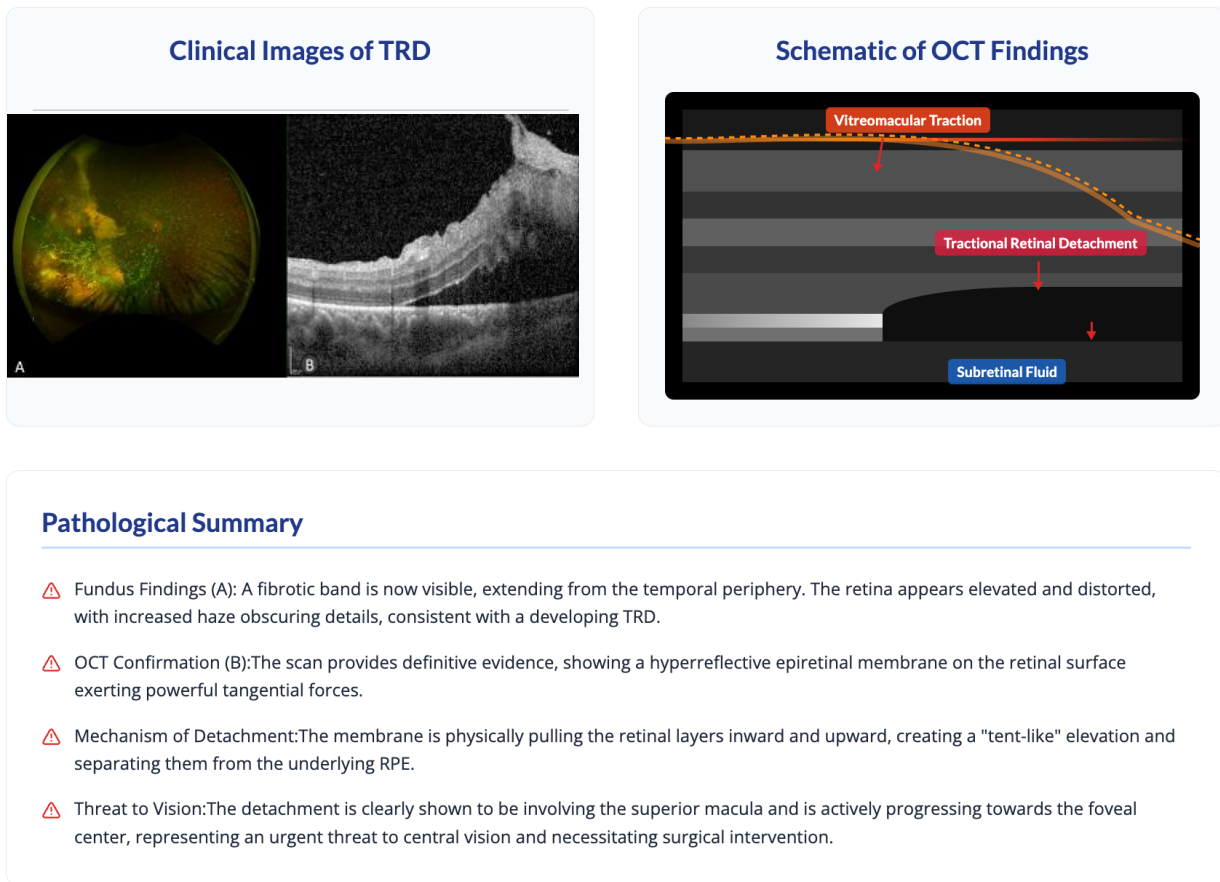 Clinical Images of TRD
A
B
Schematic of OCT Findings
Vitreomacular Traction
Tractional Retinal Detachment
Subretinal Fluid
Pathological Summary
Fundus Findings (A): A fibrotic band is now visible, extending from the temporal periphery. The retina appears elevated and distorted,
with increased haze obscuring details, consistent with a developing TRD.
OCT Confirmation (B):The scan provides definitive evidence, showing a hyperreflective epiretinal membrane on the retinal surface
exerting powerful tangential forces.
Mechanism of Detachment:The membrane is physically pulling the retinal layers inward and upward, creating a "tent-like" elevation and
separating them from the underlying RPE.
Threat to Vision:The detachment is clearly shown to be involving the superior macula and is actively progressing towards the foveal
center, representing an urgent threat to central vision and necessitating surgical intervention.